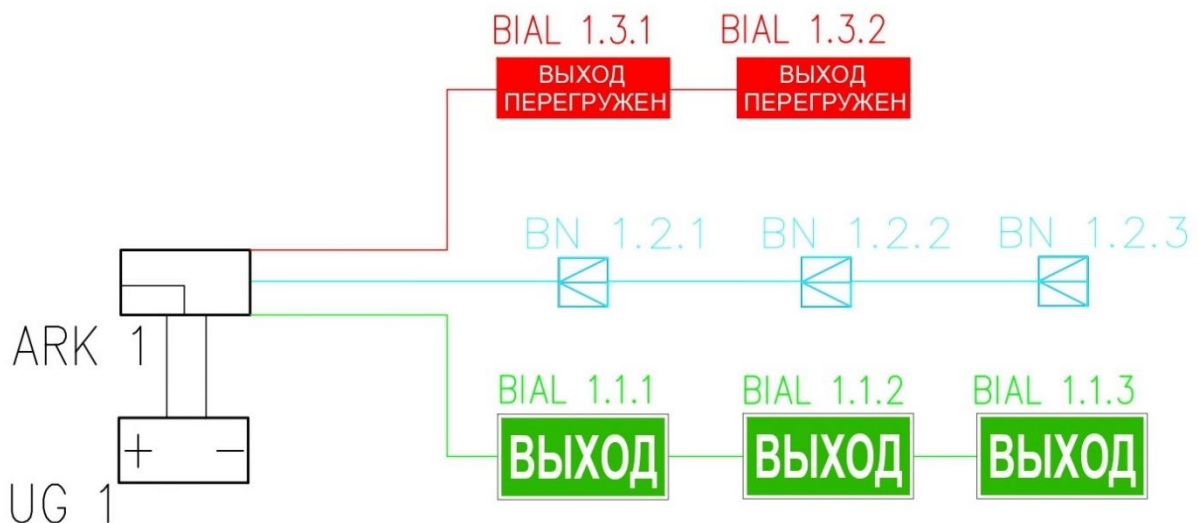 BIAL 1.3.1 BIAL 1.3.2
ВЫХОД ПЕРЕГРУЖЕН
ВЫХОД ПЕРЕГРУЖЕН
BN 1.2.1 BN 1.2.2 BN 1.2.3
ARK 1
BIAL 1.1.1 BIAL 1.1.2 BIAL 1.1.3
ВЫХОД ВЫХОД ВЫХОД
+ −
UG 1